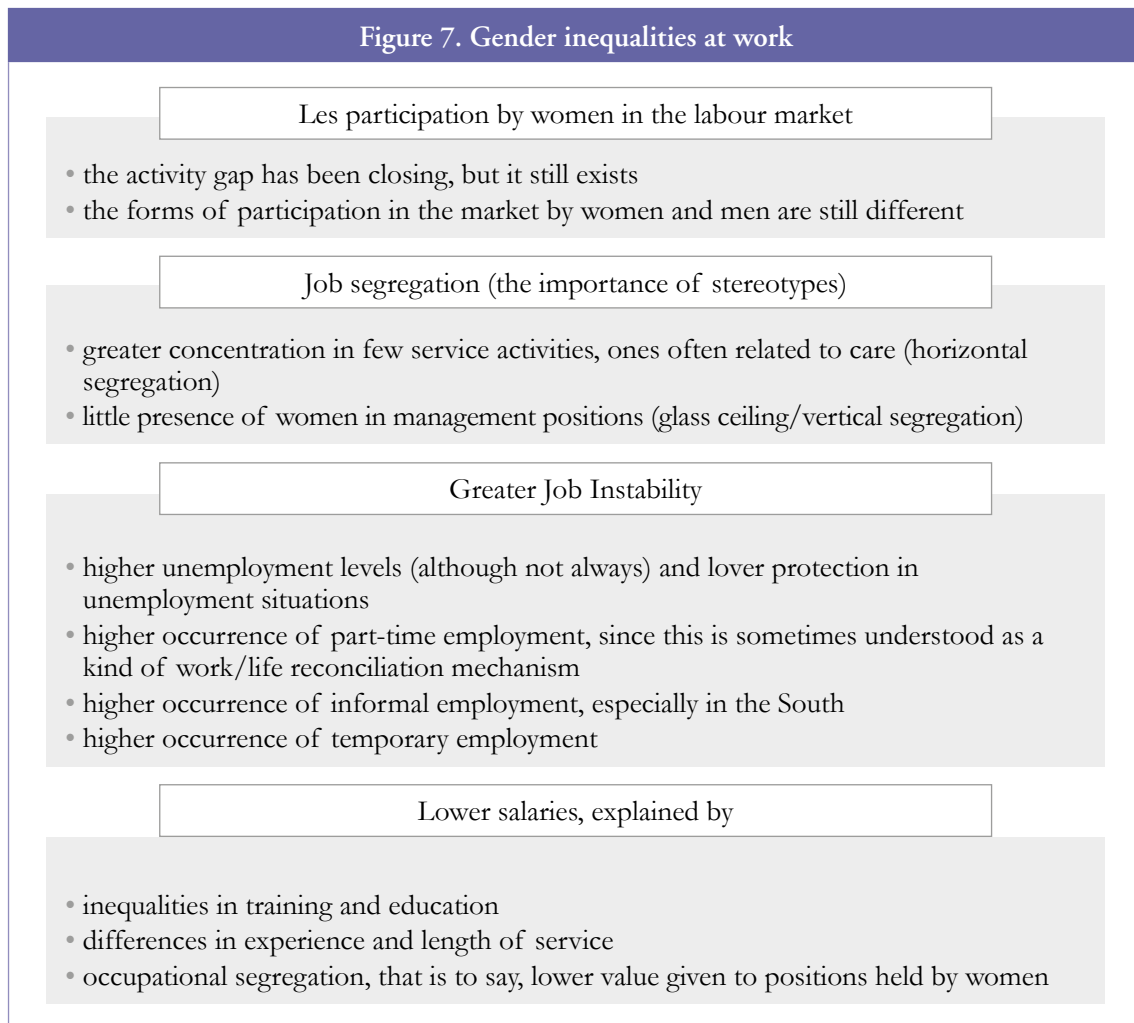 Figure 7. Gender inequalities at work
Les participation by women in the labour market
• the activity gap has been closing, but it still exists
• the forms of participation in the market by women and men are still different
Job segregation (the importance of stereotypes)
• greater concentration in few service activities, ones often related to care (horizontal
segregation)
• little presence of women in management positions (glass ceiling/vertical segregation)
Greater Job Instability
• higher unemployment levels (although not always) and lover protection in
unemployment situations
• higher occurrence of part-time employment, since this is sometimes understood as a
kind of work/life reconciliation mechanism
• higher occurrence of informal employment, especially in the South
• higher occurrence of temporary employment
Lower salaries, explained by
• inequalities in training and education
• differences in experience and length of service
• occupational segregation, that is to say, lower value given to positions held by women